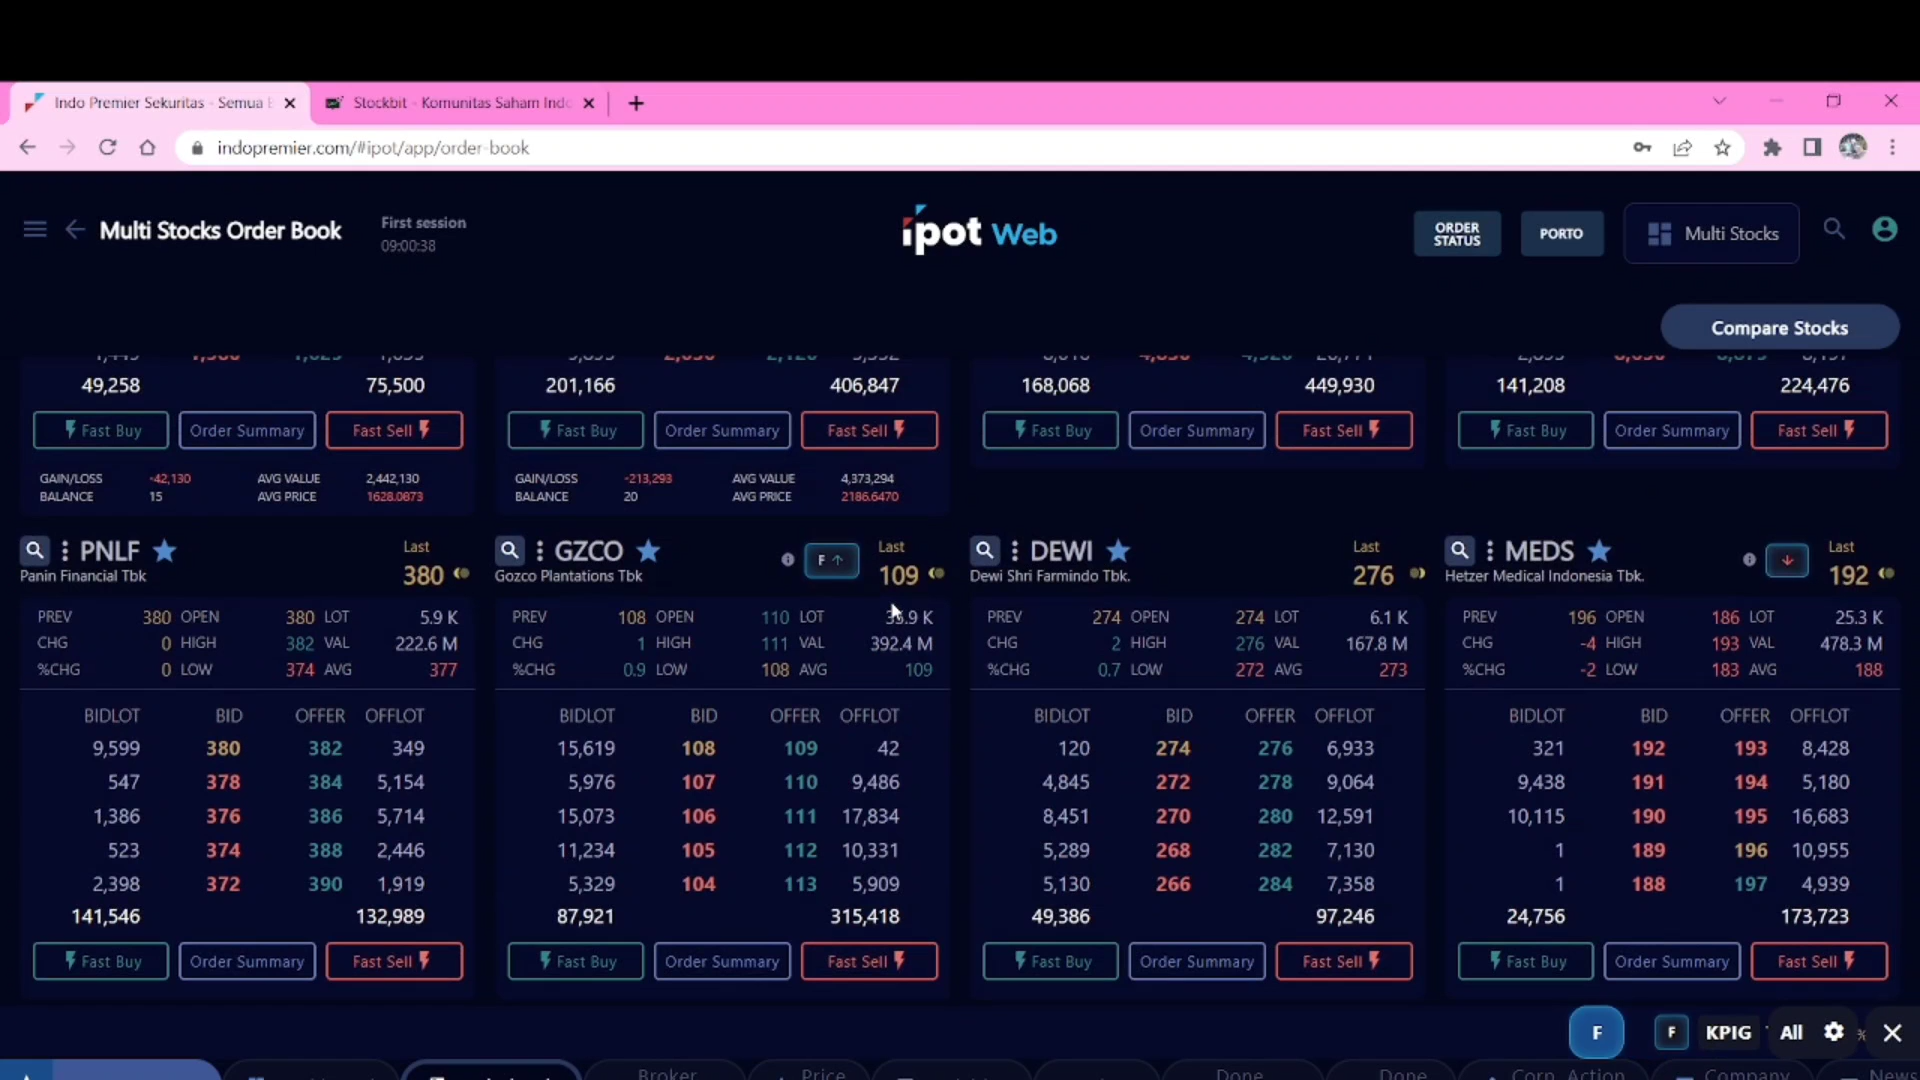 Indo Premier Sekuritas - Semua
Stockbit - Komunitas Saham Indo
indopremier.com/#ipot/app/order-book
Multi Stocks Order Book
First session
09:00:38
ipot Web
ORDER STATUS
PORTO
Multi Stocks
Compare Stocks
49,258 75,500 201,166 406,847 168,068 449,930 141,208 224,476
Fast Buy Order Summary Fast Sell Fast Buy Order Summary Fast Sell Fast Buy Order Summary Fast Sell Fast Buy Order Summary Fast Sell
GAIN/LOSS -42,130 AVG VALUE 2,442,130 GAIN/LOSS -213,293 AVG VALUE 4,373,294
BALANCE 15 AVG PRICE 1628.0873 BALANCE 20 AVG PRICE 2186.6470
PNLF Last 380
Panin Financial Tbk
PREV 380 OPEN 380 LOT 5.9 K
CHG 0 HIGH 382 VAL 222.6 M
%CHG 0 LOW 374 AVG 377
BIDLOT BID OFFER OFFLOT
9,599 380 382 349
547 378 384 5,154
1,386 376 386 5,714
523 374 388 2,446
2,398 372 390 1,919
141,546 132,989
Fast Buy Order Summary Fast Sell
GZCO F ↑ Last 109
Gozco Plantations Tbk
PREV 108 OPEN 110 LOT
CHG 1 HIGH 111 VAL 392.4 M
%CHG 0.9 LOW 108 AVG 109
BIDLOT BID OFFER OFFLOT
15,619 108 109 42
5,976 107 110 9,486
15,073 106 111 17,834
11,234 105 112 10,331
5,329 104 113 5,909
87,921 315,418
Fast Buy Order Summary Fast Sell
DEWI Last 276
Dewi Shri Farmindo Tbk.
PREV 274 OPEN 274 LOT 6.1 K
CHG 2 HIGH 276 VAL 167.8 M
%CHG 0.7 LOW 272 AVG 273
BIDLOT BID OFFER OFFLOT
120 274 276 6,933
4,845 272 278 9,064
8,451 270 280 12,591
5,289 268 282 7,130
5,130 266 284 7,358
49,386 97,246
Fast Buy Order Summary Fast Sell
MEDS ↓ Last 192
Hetzer Medical Indonesia Tbk.
PREV 196 OPEN 186 LOT 25.3 K
CHG -4 HIGH 193 VAL 478.3 M
%CHG -2 LOW 183 AVG 188
BIDLOT BID OFFER OFFLOT
321 192 193 8,428
9,438 191 194 5,180
10,115 190 195 16,683
1 189 196 10,955
1 188 197 4,939
24,756 173,723
Fast Buy Order Summary Fast Sell
F F KPIG All
Broker Price Done Done Corp. Action Company News